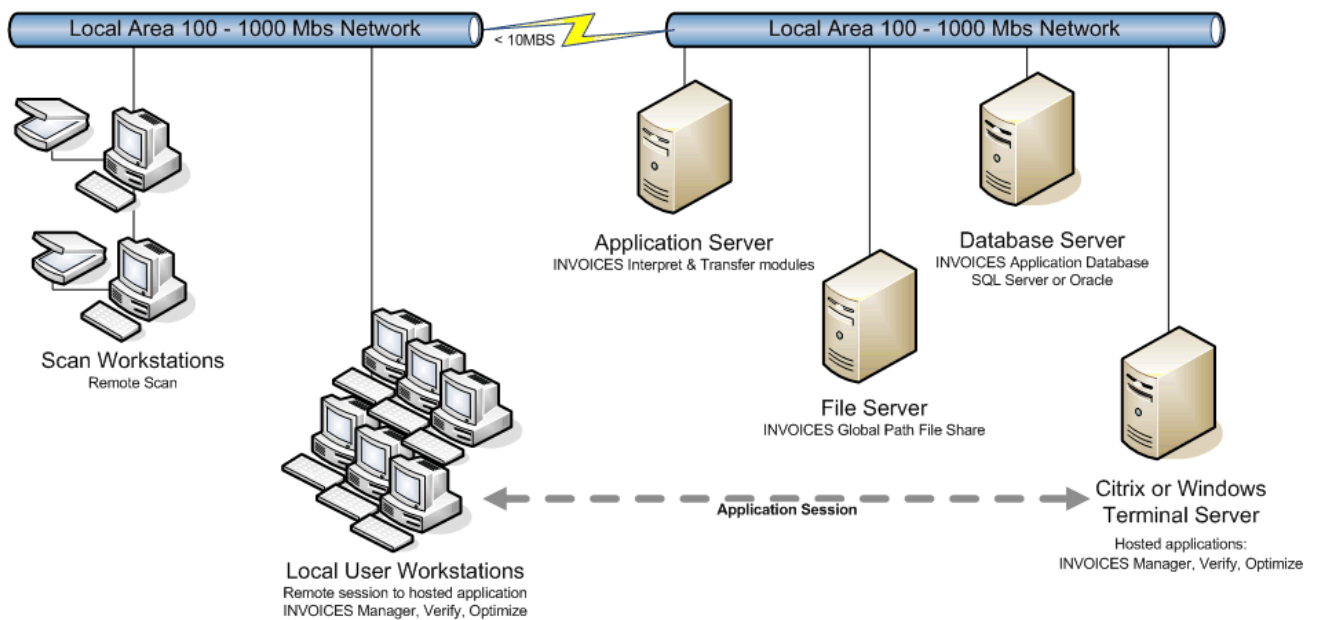 Local Area 100 - 1000 Mbs Network
< 10MBS
Local Area 100 - 1000 Mbs Network
Application Server
INVOICES Interpret & Transfer modules
Database Server
INVOICES Application Database
SQL Server or Oracle
Scan Workstations
Remote Scan
File Server
INVOICES Global Path File Share
Application Session
Citrix or Windows
Terminal Server
Hosted applications:
INVOICES Manager, Verify, Optimize
Local User Workstations
Remote session to hosted application
INVOICES Manager, Verify, Optimize